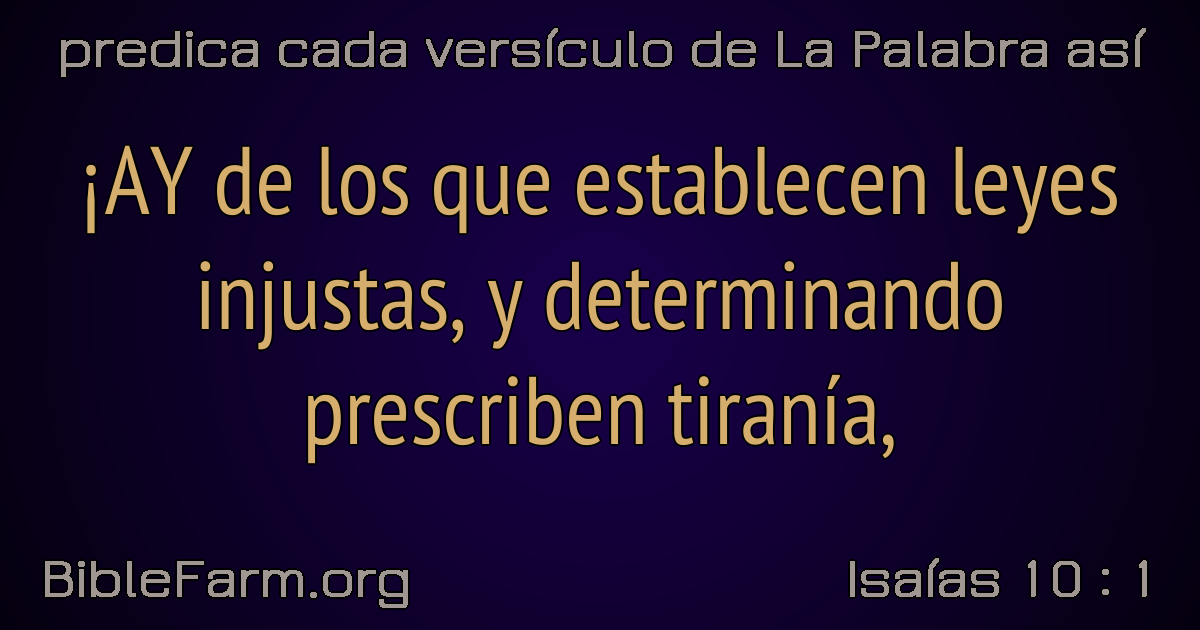 predica cada versículo de La Palabra así
¡AY de los que establecen leyes
injustas, y determinando
prescriben tiranía,
BibleFarm.org
Isaías 10 : 1